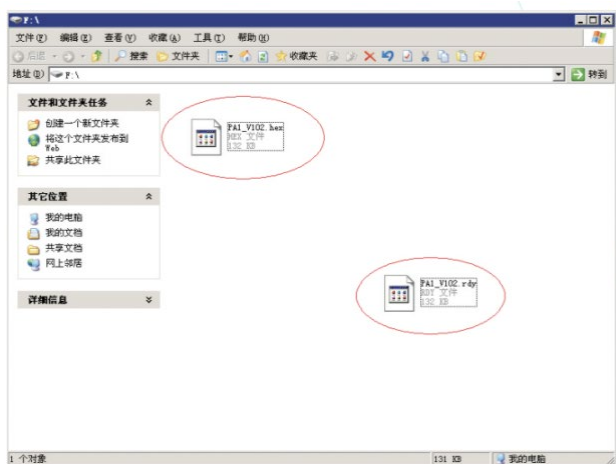 F:\
文件(F) 编辑(E) 查看(V) 收藏(A) 工具(T) 帮助(H)
后退 搜索 文件夹 收藏夹
地址(D) F:\ 转到
文件和文件夹任务
创建一个新文件夹
将这个文件夹发布到
Web
共享此文件夹
其它位置
我的电脑
我的文档
共享文档
网上邻居
详细信息
PA1_V102.hex
HEX 文件
132 KB
PA1_V102.rdy
RDY 文件
132 KB
1 个对象 131 KB 我的电脑